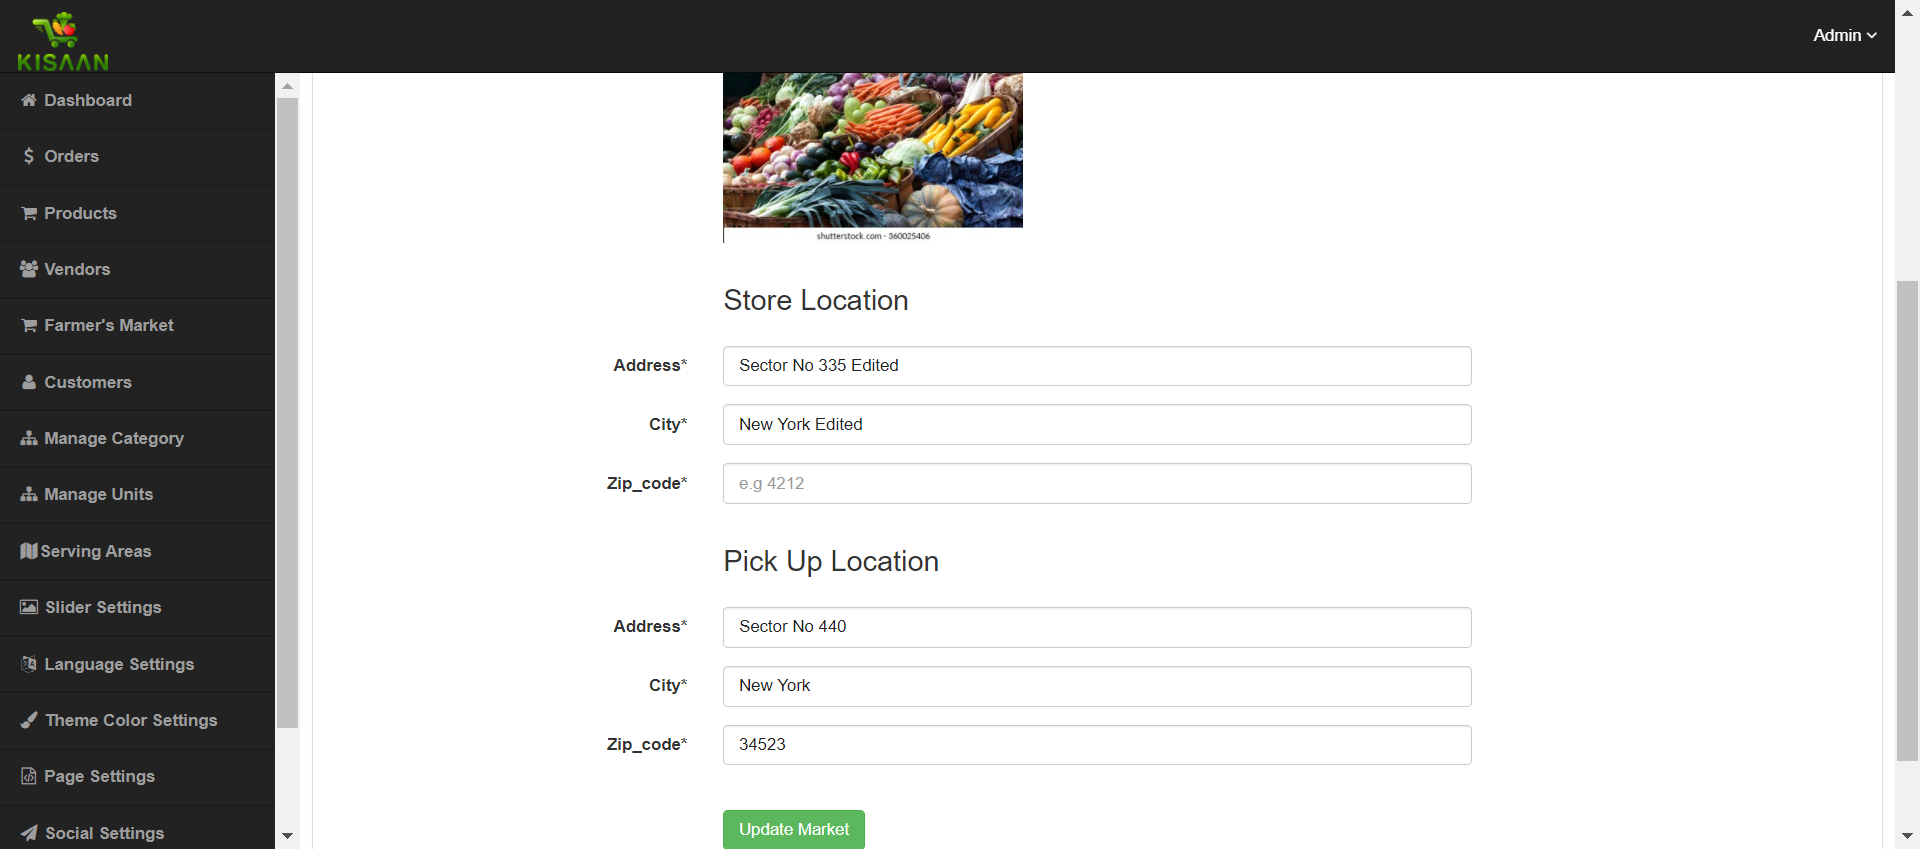 KISAAN
Admin
Dashboard
Orders
Products
Vendors
Farmer's Market
Customers
Manage Category
Manage Units
Serving Areas
Slider Settings
Language Settings
Theme Color Settings
Page Settings
Social Settings
shutterstock.com · 360025406
Store Location
Address* Sector No 335 Edited
City* New York Edited
Zip_code* e.g 4212
Pick Up Location
Address* Sector No 440
City* New York
Zip_code* 34523
Update Market